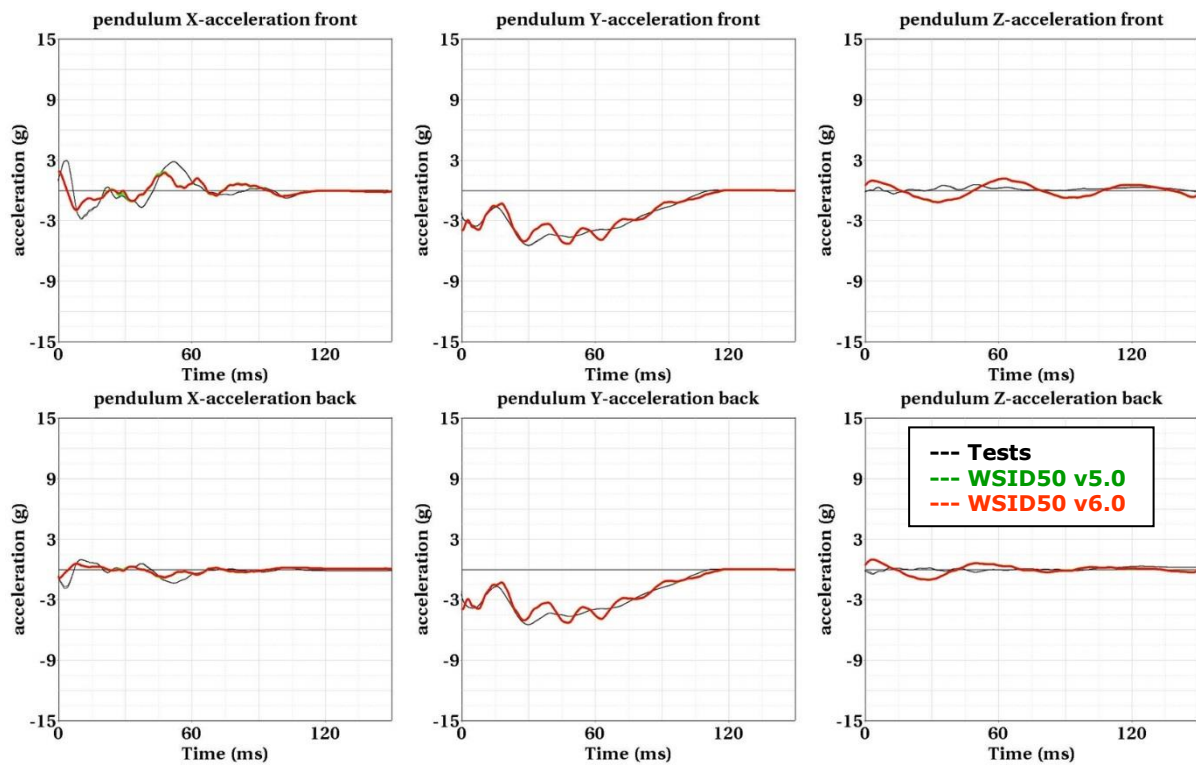 pendulum X-acceleration front
pendulum Y-acceleration front
pendulum Z-acceleration front
acceleration (g)
15
9
3
-3
-9
-15
0
60
120
Time (ms)
acceleration (g)
15
9
3
-3
-9
-15
0
60
120
Time (ms)
acceleration (g)
15
9
3
-3
-9
-15
0
60
120
Time (ms)
pendulum X-acceleration back
pendulum Y-acceleration back
pendulum Z-acceleration back
acceleration (g)
15
9
3
-3
-9
-15
0
60
120
Time (ms)
acceleration (g)
15
9
3
-3
-9
-15
0
60
120
Time (ms)
acceleration (g)
15
9
3
-3
-9
-15
0
60
120
Time (ms)
--- Tests
--- WSID50 v5.0
--- WSID50 v6.0